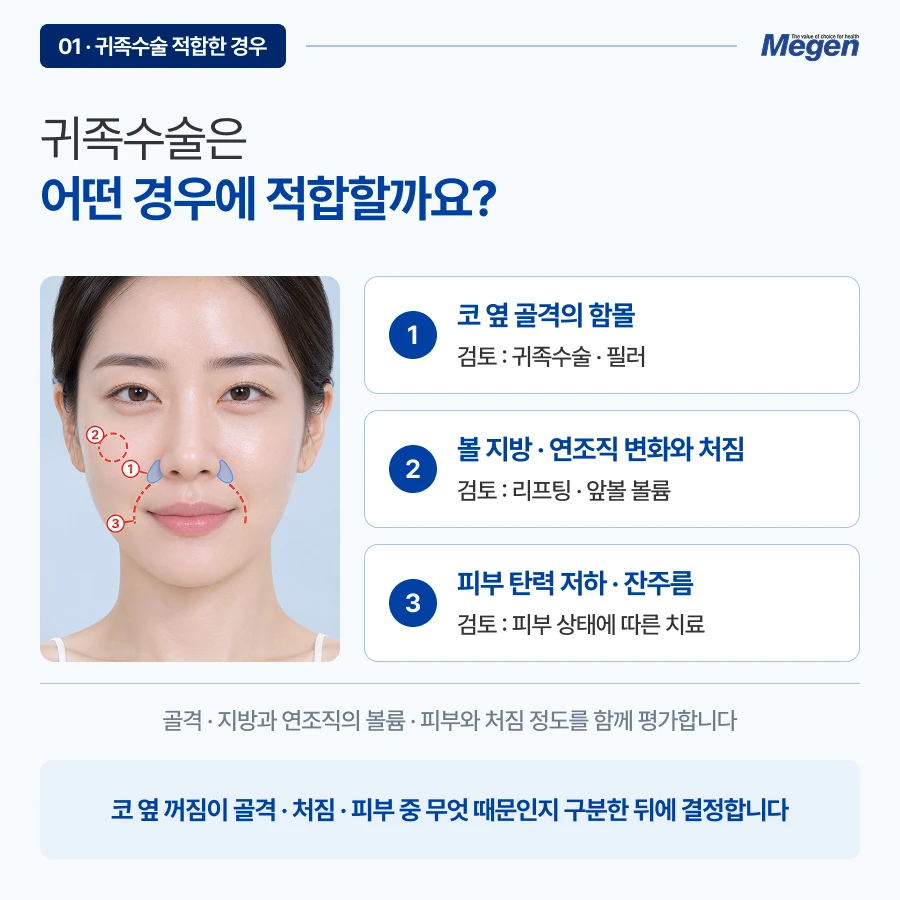 01 · 귀족수술 적합한 경우
The value of choice for health
Megen
귀족수술은
어떤 경우에 적합할까요?
2
1
3
1
코 옆 골격의 함몰
검토 : 귀족수술 · 필러
2
볼 지방 · 연조직 변화와 처짐
검토 : 리프팅 · 앞볼 볼륨
3
피부 탄력 저하 · 잔주름
검토 : 피부 상태에 따른 치료
골격 · 지방과 연조직의 볼륨 · 피부와 처짐 정도를 함께 평가합니다
코 옆 꺼짐이 골격 · 처짐 · 피부 중 무엇 때문인지 구분한 뒤에 결정합니다